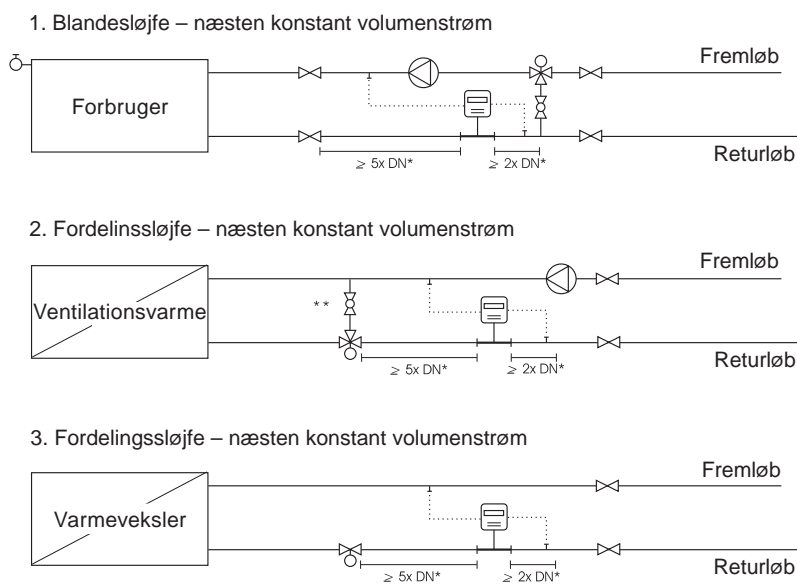 1. Blandesløjfe – næsten konstant volumenstrøm
Fremløb
Forbruger
Returløb
≥ 5x DN* ≥ 2x DN*
2. Fordelinssløjfe – næsten konstant volumenstrøm
Fremløb
Ventilationsvarme
**
Returløb
≥ 5x DN* ≥ 2x DN*
3. Fordelingssløjfe – næsten konstant volumenstrøm
Fremløb
Varmeveksler
Returløb
≥ 5x DN* ≥ 2x DN*